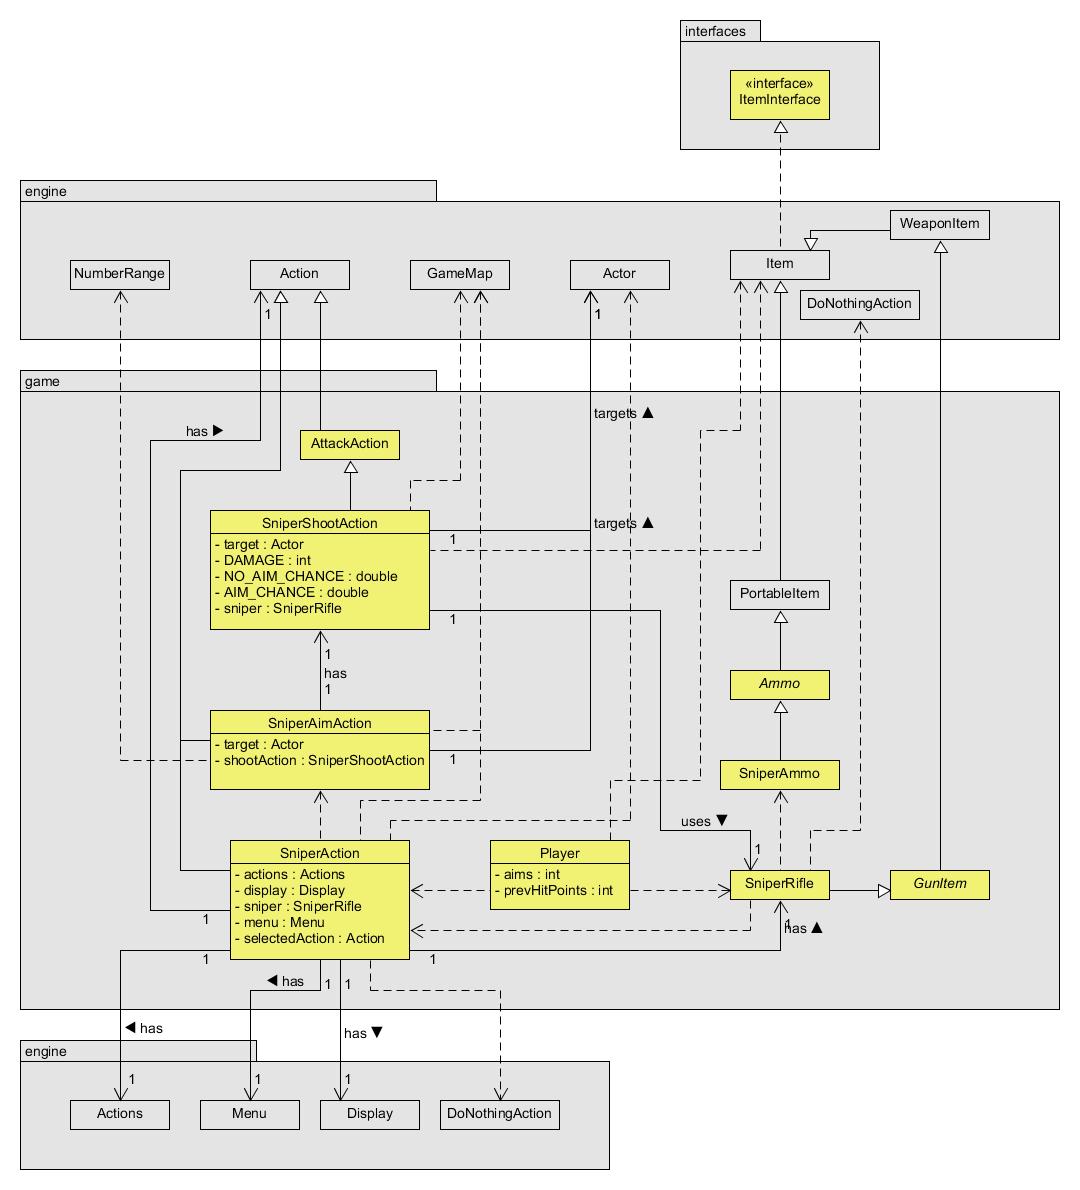 interfaces
«interface»
ItemInterface
engine
WeaponItem
NumberRange
Action
GameMap
Actor
Item
DoNothingAction
1
1
game
targets ▲
has ▶
AttackAction
SniperShootAction
- target : Actor
- DAMAGE : int
- NO_AIM_CHANCE : double
- AIM_CHANCE : double
- sniper : SniperRifle
1
targets ▲
PortableItem
1
1
has
1
Ammo
SniperAimAction
- target : Actor
- shootAction : SniperShootAction
1
SniperAmmo
uses ▼
1
SniperAction
- actions : Actions
- display : Display
- sniper : SniperRifle
- menu : Menu
- selectedAction : Action
Player
- aims : int
- prevHitPoints : int
SniperRifle
GunItem
1
1
has ▲
1
1
◀ has
1
1
◀ has
has ▼
engine
1
1
1
Actions
Menu
Display
DoNothingAction